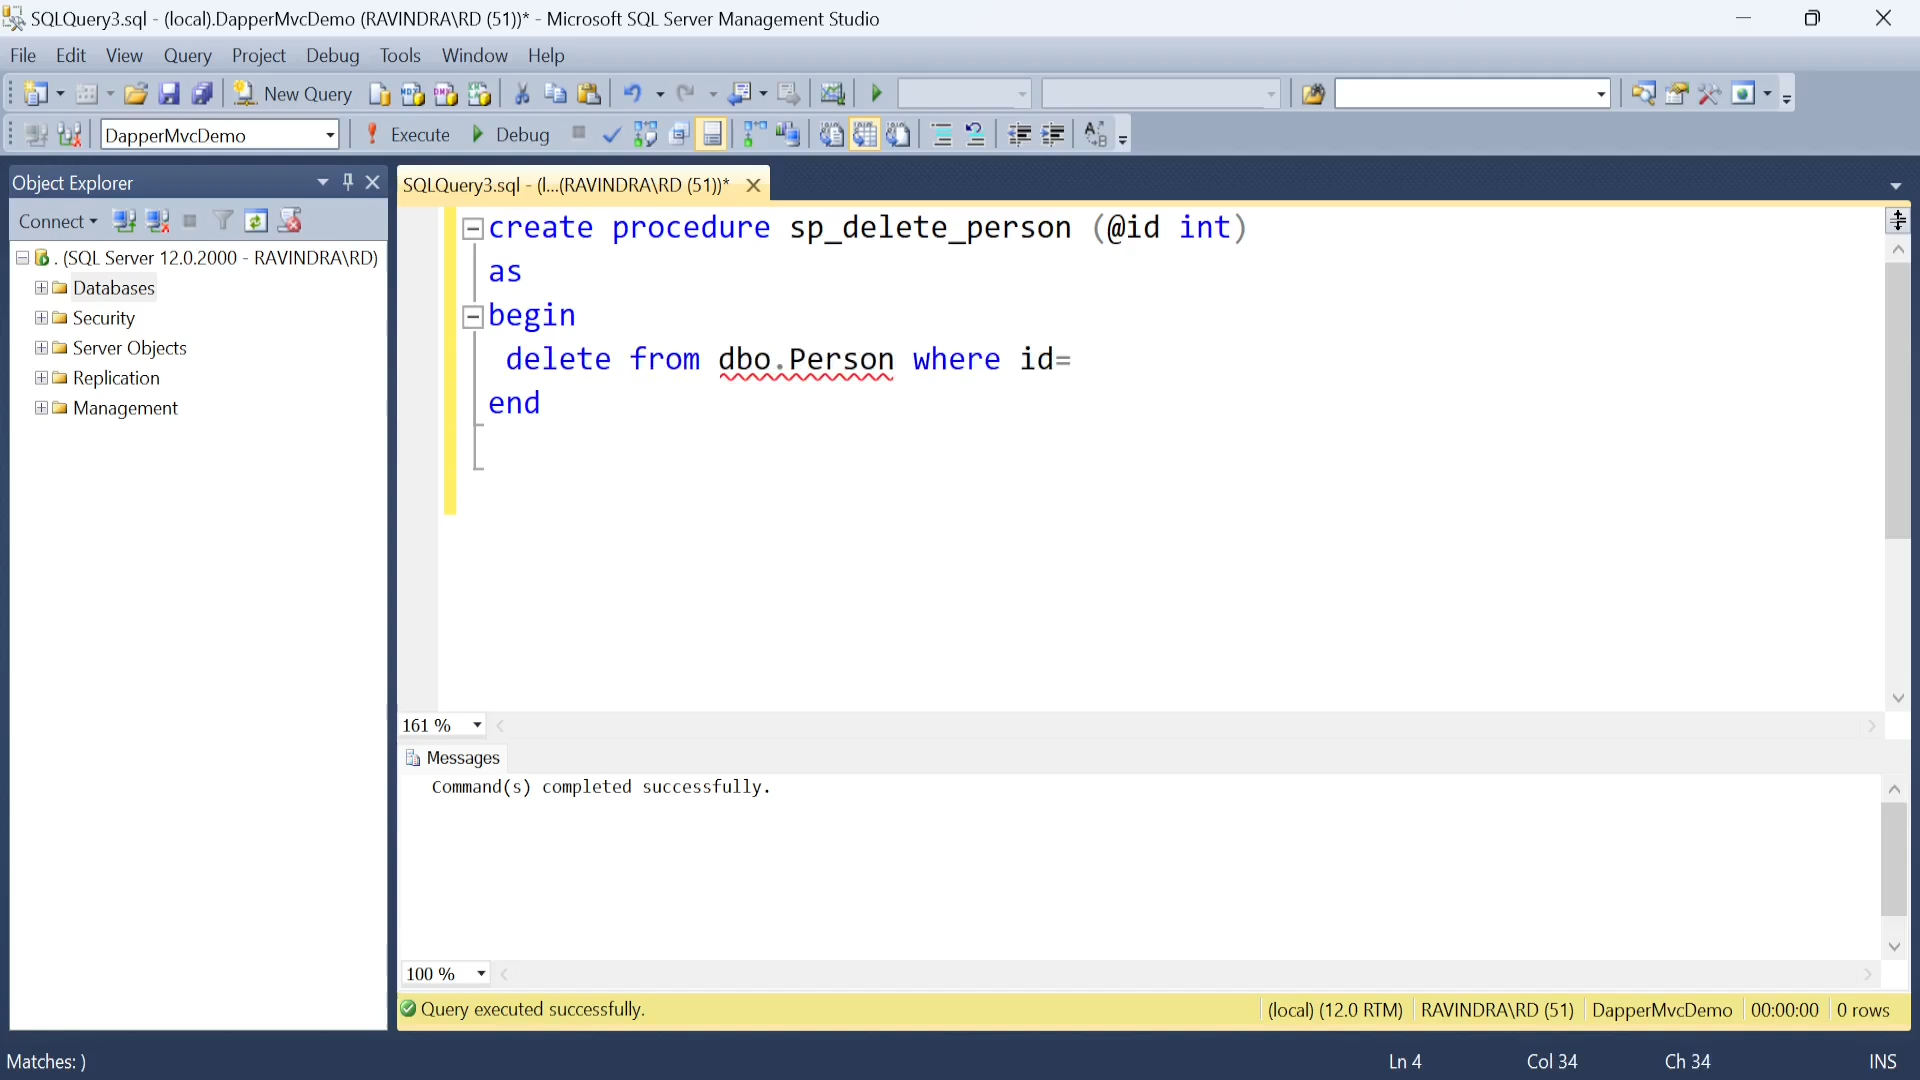 SQLQuery3.sql - (local).DapperMvcDemo (RAVINDRA\RD (51))* - Microsoft SQL Server Management Studio
File Edit View Query Project Debug Tools Window Help
New Query
DapperMvcDemo Execute Debug
Object Explorer
Connect
. (SQL Server 12.0.2000 - RAVINDRA\RD)
Databases
Security
Server Objects
Replication
Management
SQLQuery3.sql - (l...(RAVINDRA\RD (51))*
create procedure sp_delete_person (@id int)
as
begin
delete from dbo.Person where id=
end
161 %
Messages
Command(s) completed successfully.
100 %
Query executed successfully. (local) (12.0 RTM) RAVINDRA\RD (51) DapperMvcDemo 00:00:00 0 rows
Matches: ) Ln 4 Col 34 Ch 34 INS